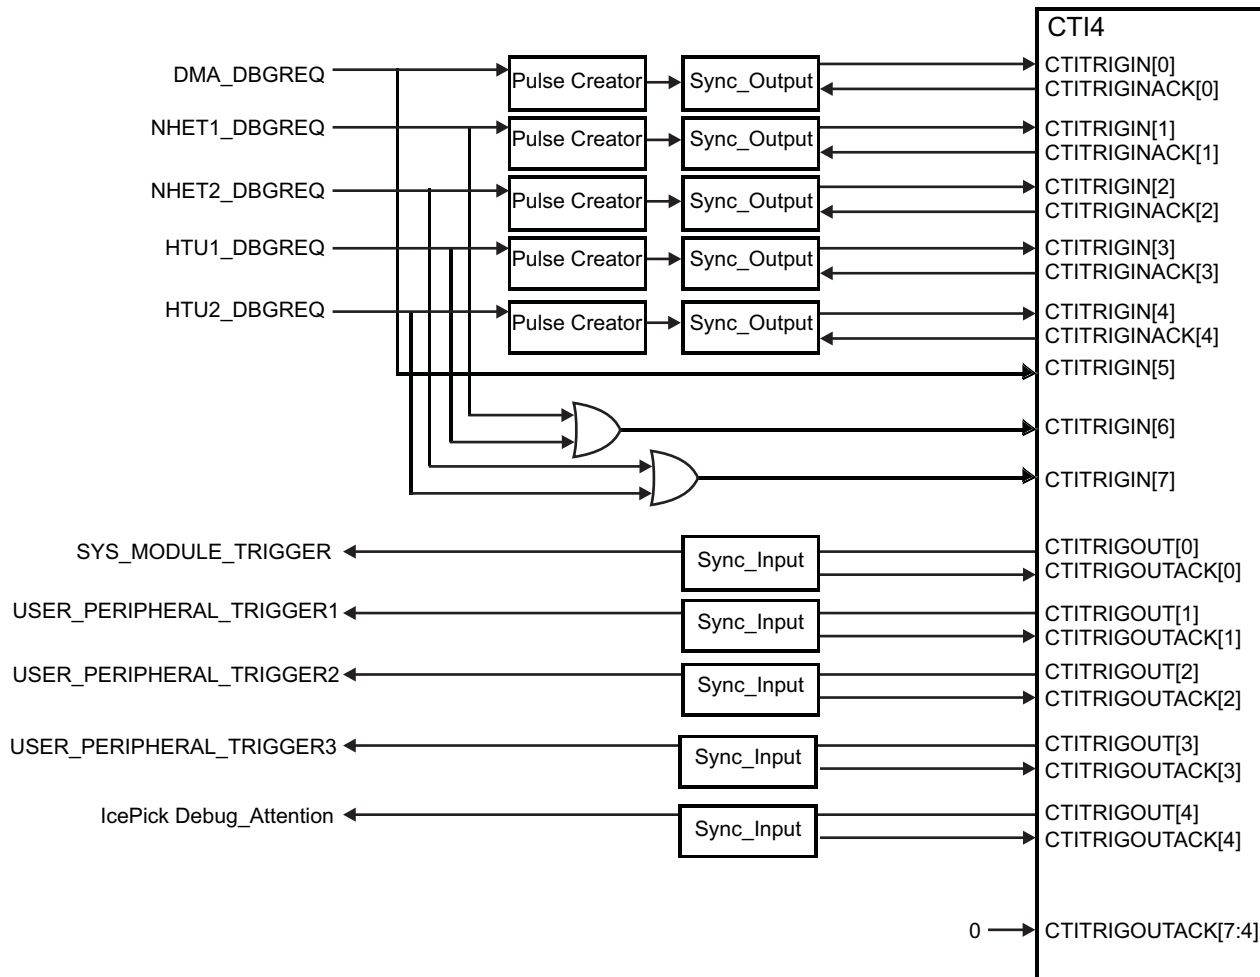 CTI4
DMA_DBGREQ
Pulse Creator
Sync_Output
CTITRIGIN[0]
CTITRIGINACK[0]
NHET1_DBGREQ
Pulse Creator
Sync_Output
CTITRIGIN[1]
CTITRIGINACK[1]
NHET2_DBGREQ
Pulse Creator
Sync_Output
CTITRIGIN[2]
CTITRIGINACK[2]
HTU1_DBGREQ
Pulse Creator
Sync_Output
CTITRIGIN[3]
CTITRIGINACK[3]
HTU2_DBGREQ
Pulse Creator
Sync_Output
CTITRIGIN[4]
CTITRIGINACK[4]
CTITRIGIN[5]
CTITRIGIN[6]
CTITRIGIN[7]
SYS_MODULE_TRIGGER
Sync_Input
CTITRIGOUT[0]
CTITRIGOUTACK[0]
USER_PERIPHERAL_TRIGGER1
Sync_Input
CTITRIGOUT[1]
CTITRIGOUTACK[1]
USER_PERIPHERAL_TRIGGER2
Sync_Input
CTITRIGOUT[2]
CTITRIGOUTACK[2]
USER_PERIPHERAL_TRIGGER3
Sync_Input
CTITRIGOUT[3]
CTITRIGOUTACK[3]
IcePick Debug_Attention
Sync_Input
CTITRIGOUT[4]
CTITRIGOUTACK[4]
0
CTITRIGOUTACK[7:4]